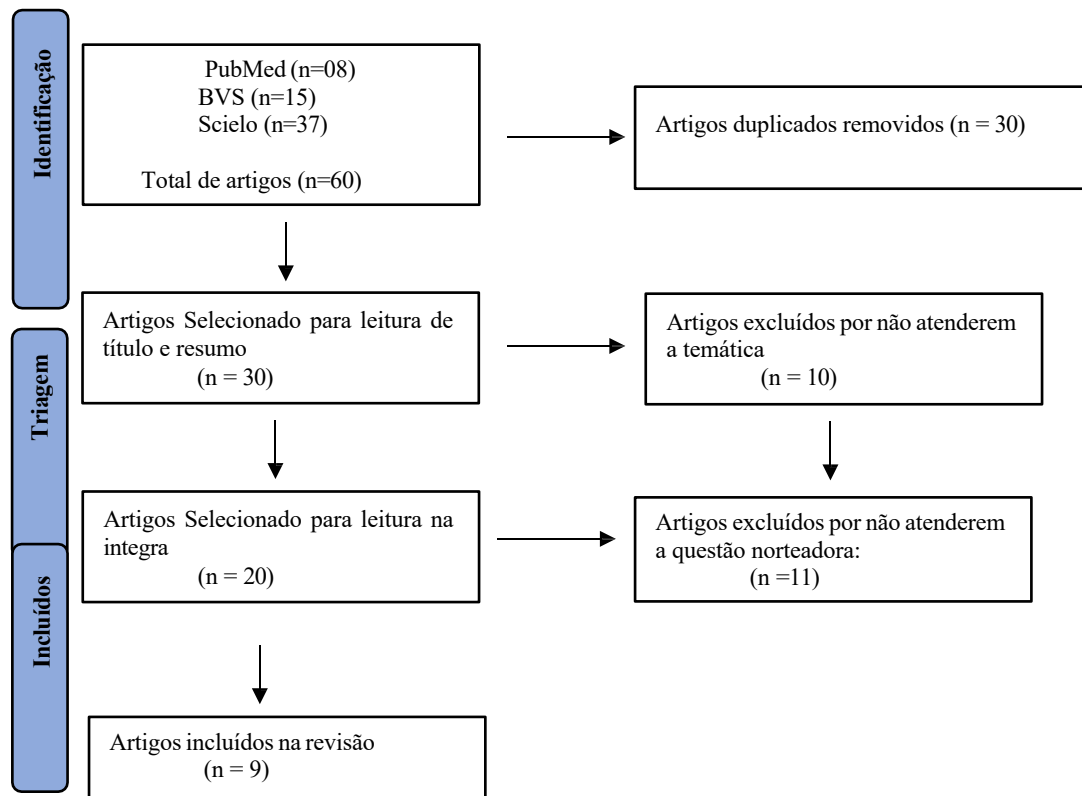 Identificação
PubMed (n=08)
BVS (n=15)
Scielo (n=37)
Total de artigos (n=60)
Artigos duplicados removidos (n = 30)
Triagem
Artigos Selecionado para leitura de
título e resumo
(n = 30)
Artigos excluídos por não atenderem
a temática
(n = 10)
Artigos Selecionado para leitura na
integra
(n = 20)
Artigos excluídos por não atenderem
a questão norteadora:
(n =11)
Incluídos
Artigos incluídos na revisão
(n = 9)